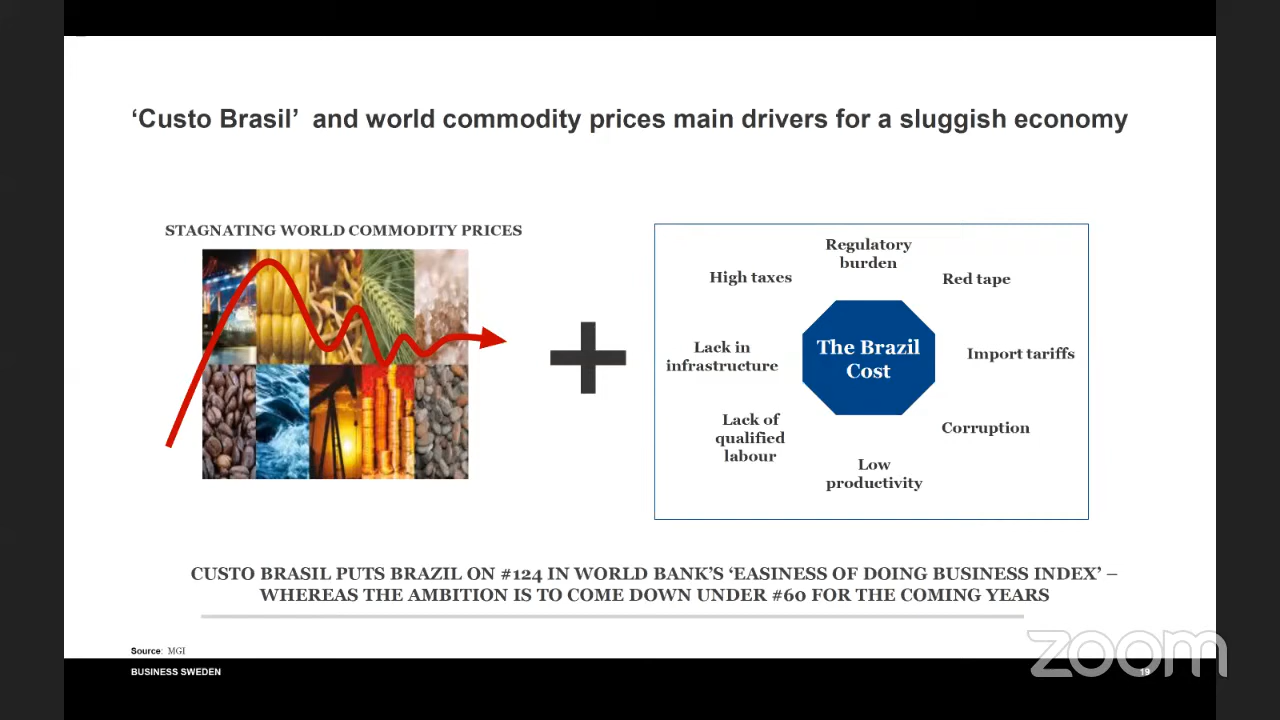 ‘Custo Brasil’ and world commodity prices main drivers for a sluggish economy
STAGNATING WORLD COMMODITY PRICES
Regulatory
burden
High taxes
Red tape
Lack in
infrastructure
The Brazil
Cost
Import tariffs
Lack of
qualified
labour
Corruption
Low
productivity
CUSTO BRASIL PUTS BRAZIL ON #124 IN WORLD BANK’S ‘EASINESS OF DOING BUSINESS INDEX’ –
WHEREAS THE AMBITION IS TO COME DOWN UNDER #60 FOR THE COMING YEARS
Source: MGI
BUSINESS SWEDEN
19
zoom